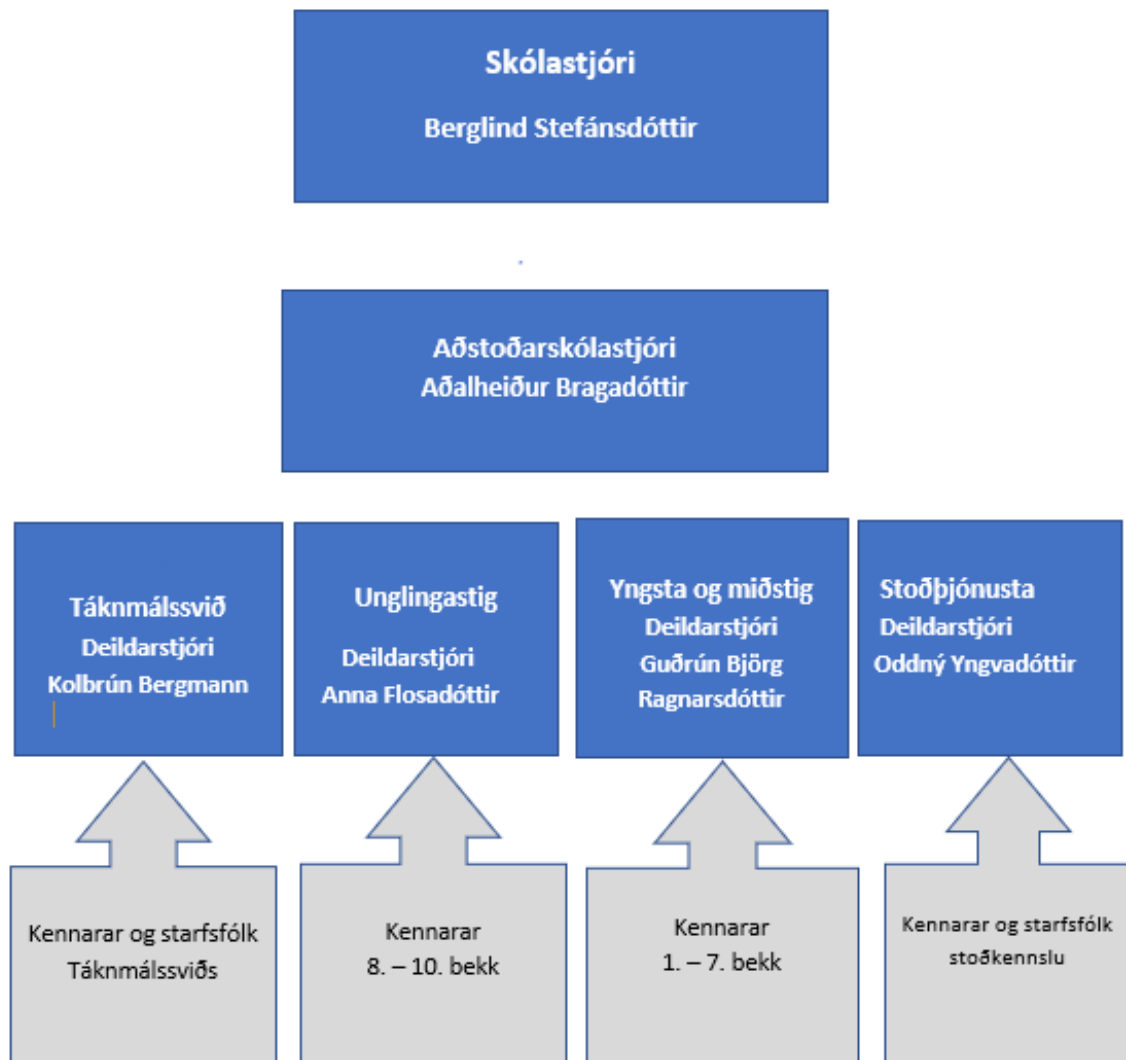 Skólastjóri
Berglind Stefánsdóttir
Aðstoðarskólastjóri
Aðalheiður Bragadóttir
Táknmálssvið
Deildarstjóri
Kolbrún Bergmann
Unglingastig
Deildarstjóri
Anna Flosadóttir
Yngsta og miðstig
Deildarstjóri
Guðrún Björg
Ragnarsdóttir
Stoðþjónusta
Deildarstjóri
Oddný Yngvadóttir
Kennarar og starfsfólk
Táknmálssviðs
Kennarar
8. – 10. bekk
Kennarar
1. – 7. bekk
Kennarar og starfsfólk
stoðkennslu